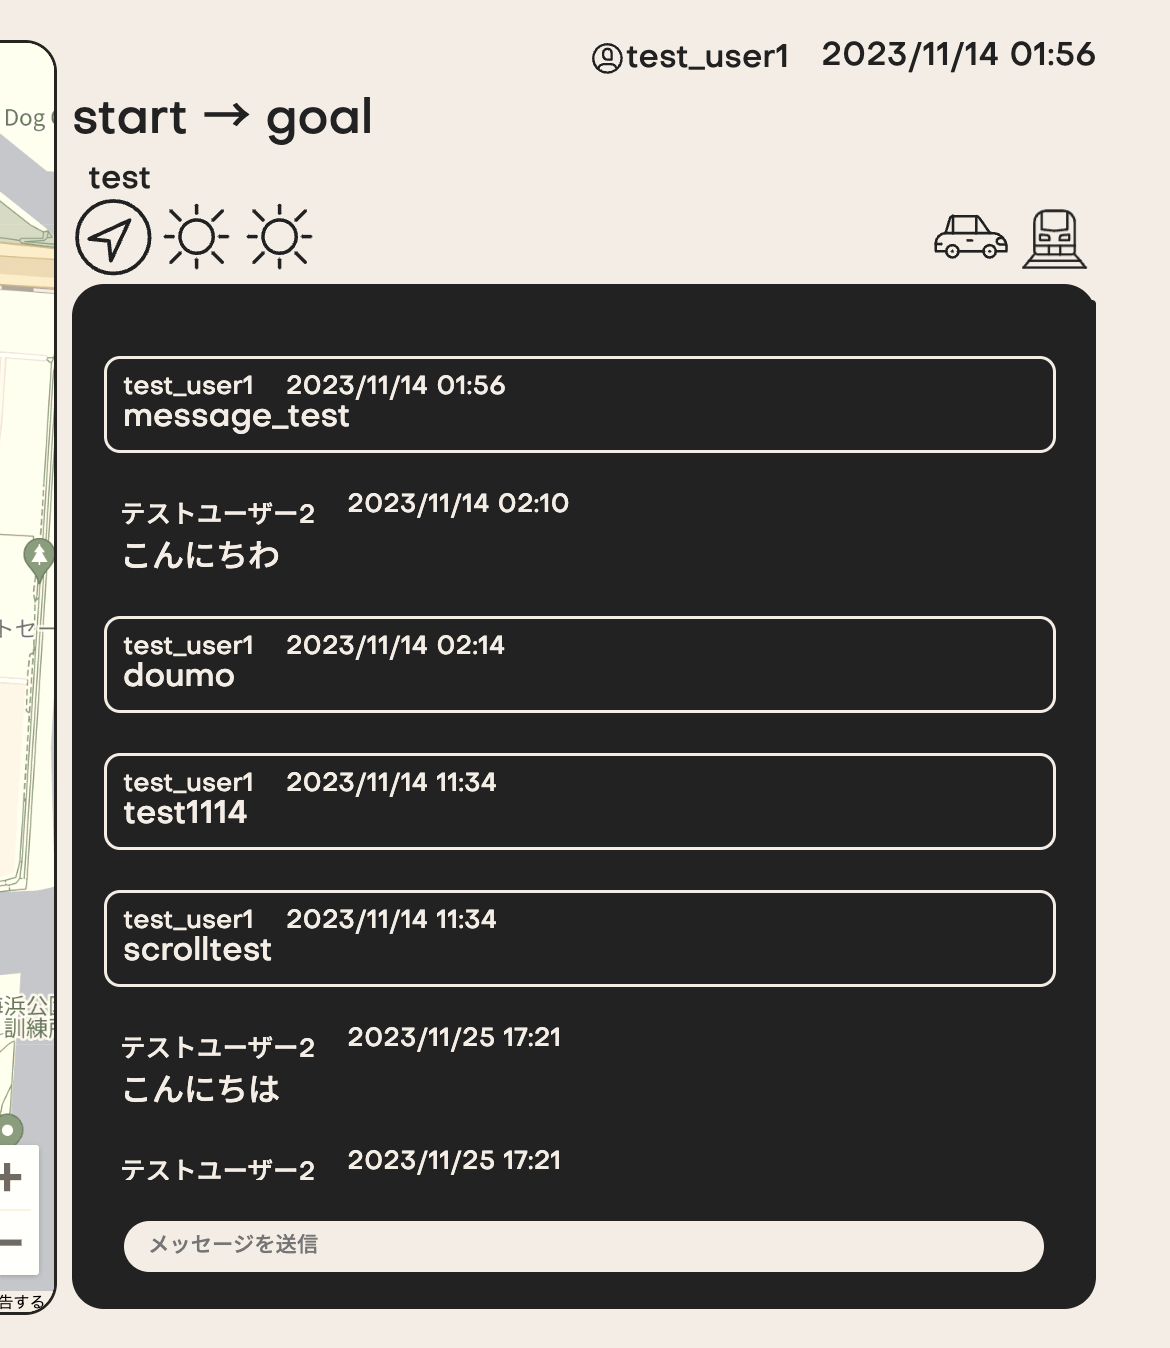 test_user1 2023/11/14 01:56
start → goal
test
Dog
test_user1 2023/11/14 01:56
message_test
テストユーザー2 2023/11/14 02:10
こんにちわ
test_user1 2023/11/14 02:14
doumo
トセー
test_user1 2023/11/14 11:34
test1114
test_user1 2023/11/14 11:34
scrolltest
浜公
訓練
テストユーザー2 2023/11/25 17:21
こんにちは
テストユーザー2 2023/11/25 17:21
+
−
メッセージを送信
告する